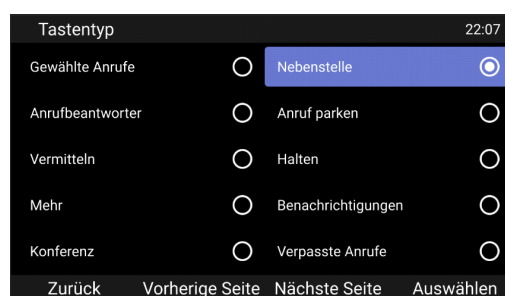 Tastentyp 22:07
Gewählte Anrufe Nebenstelle
Anrufbeantworter Anruf parken
Vermitteln Halten
Mehr Benachrichtigungen
Konferenz Verpasste Anrufe
Zurück Vorherige Seite Nächste Seite Auswählen